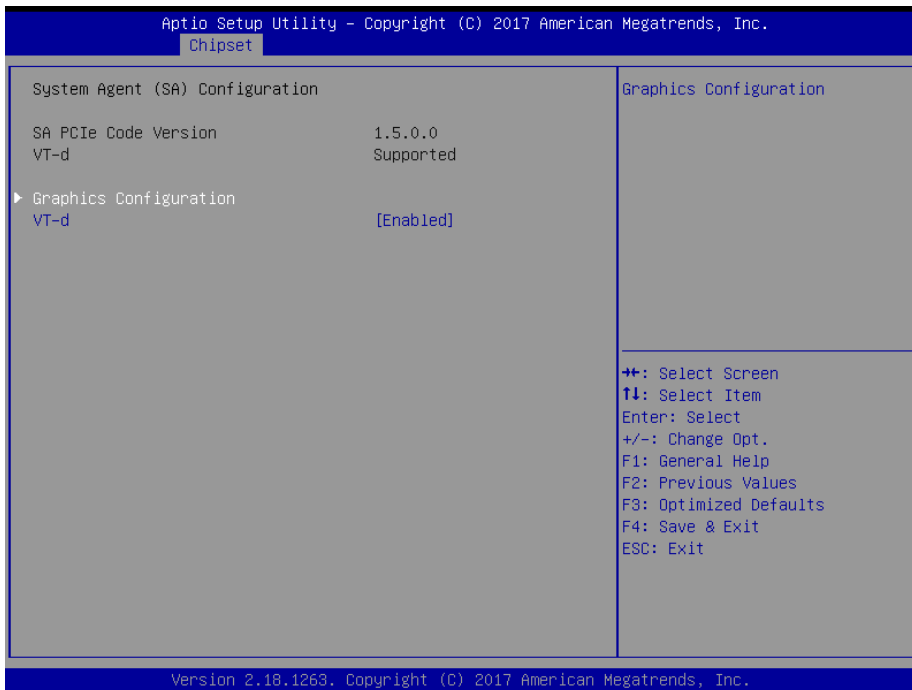 Aptio Setup Utility – Copyright (C) 2017 American Megatrends, Inc.
Chipset
System Agent (SA) Configuration
SA PCIe Code Version 1.5.0.0
VT-d Supported
▶ Graphics Configuration
VT-d [Enabled]
Graphics Configuration
→←: Select Screen
↑↓: Select Item
Enter: Select
+/-: Change Opt.
F1: General Help
F2: Previous Values
F3: Optimized Defaults
F4: Save & Exit
ESC: Exit
Version 2.18.1263. Copyright (C) 2017 American Megatrends, Inc.